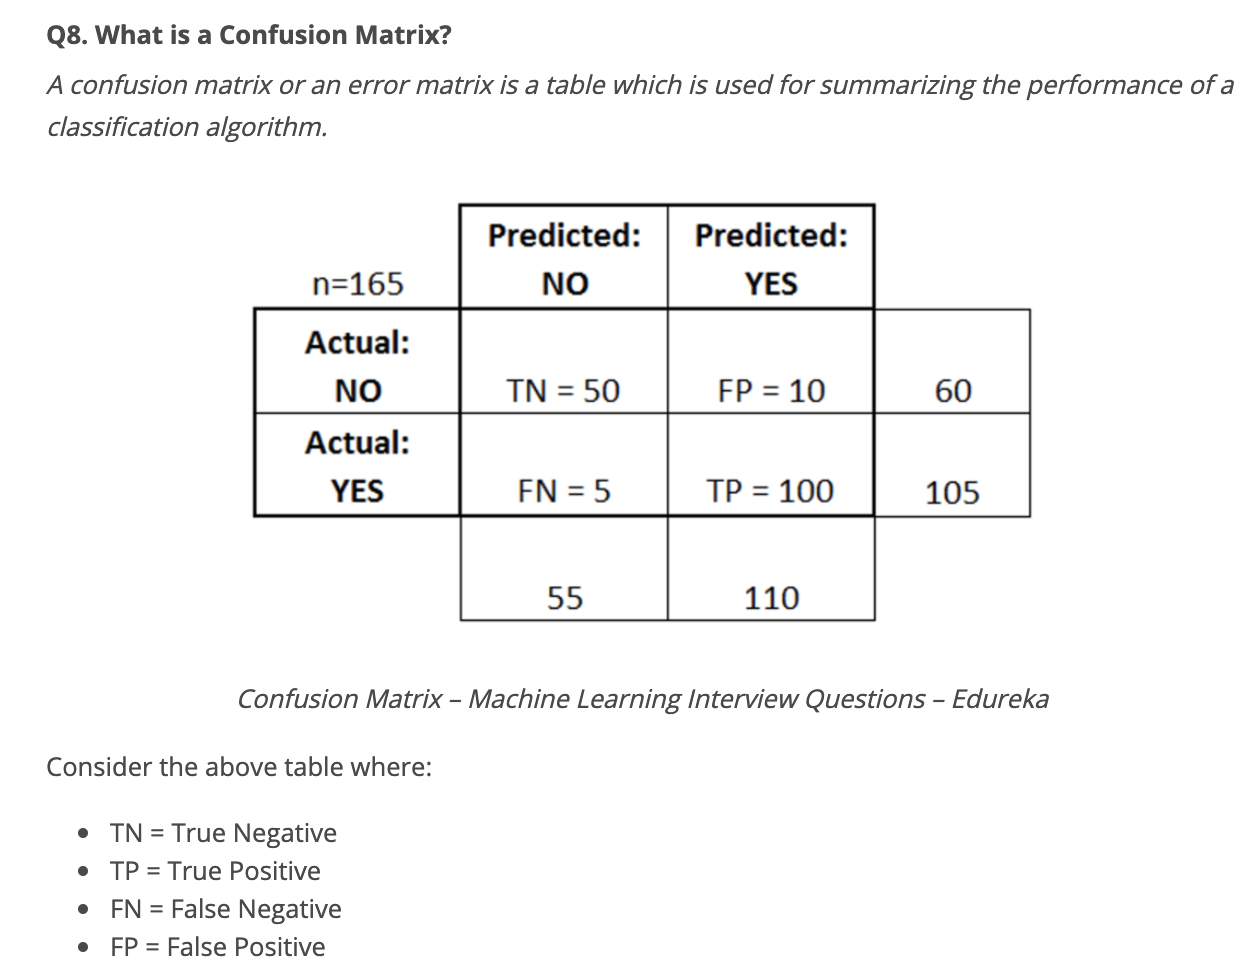 Q8. What is a Confusion Matrix?
A confusion matrix or an error matrix is a table which is used for summarizing the performance of a
classification algorithm.
Predicted: Predicted:
n=165 NO YES
Actual:
NO TN = 50 FP = 10 60
Actual:
YES FN = 5 TP = 100 105
55 110
Confusion Matrix – Machine Learning Interview Questions – Edureka
Consider the above table where:
• TN = True Negative
• TP = True Positive
• FN = False Negative
• FP = False Positive